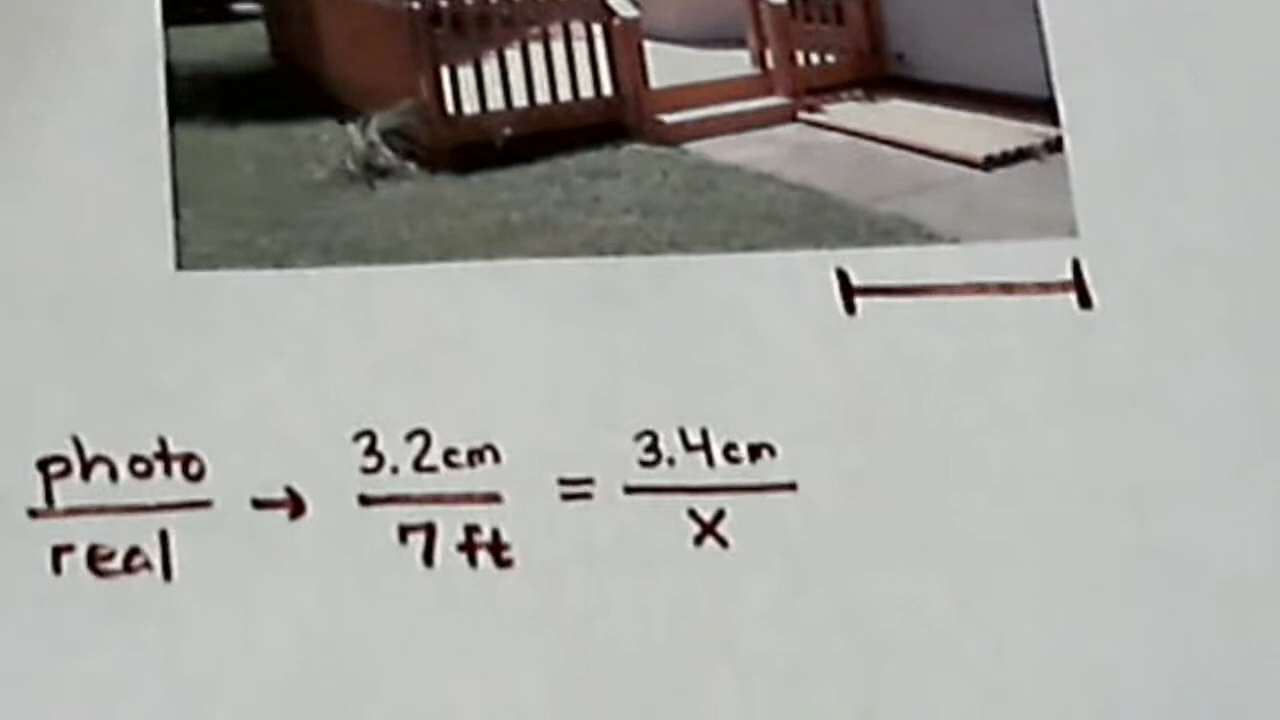 photo/real → 3.2cm/7 ft = 3.4cm/X